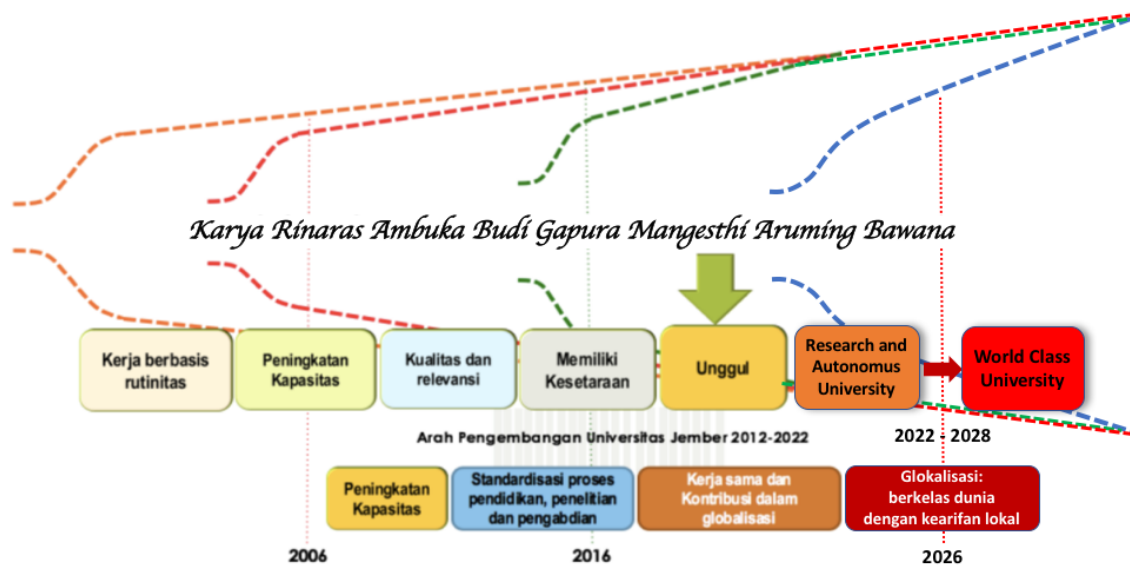 Karya Rinaras Ambuka Budi Gapura Mangesthi Aruming Bawana
Kerja berbasis
rutinitas
Peningkatan
Kapasitas
Kualitas dan
relevansi
Memiliki
Kesetaraan
Unggul
Research and
Autonomus
University
World Class
University
Arah Pengembangan Universitas Jember 2012-2022
2022 - 2028
Peningkatan
Kapasitas
Standardisasi proses
pendidikan, penelitian
dan pengabdian
Kerja sama dan
Kontribusi dalam
globalisasi
Glokalisasi:
berkelas dunia
dengan kearifan lokal
2006
2016
2026